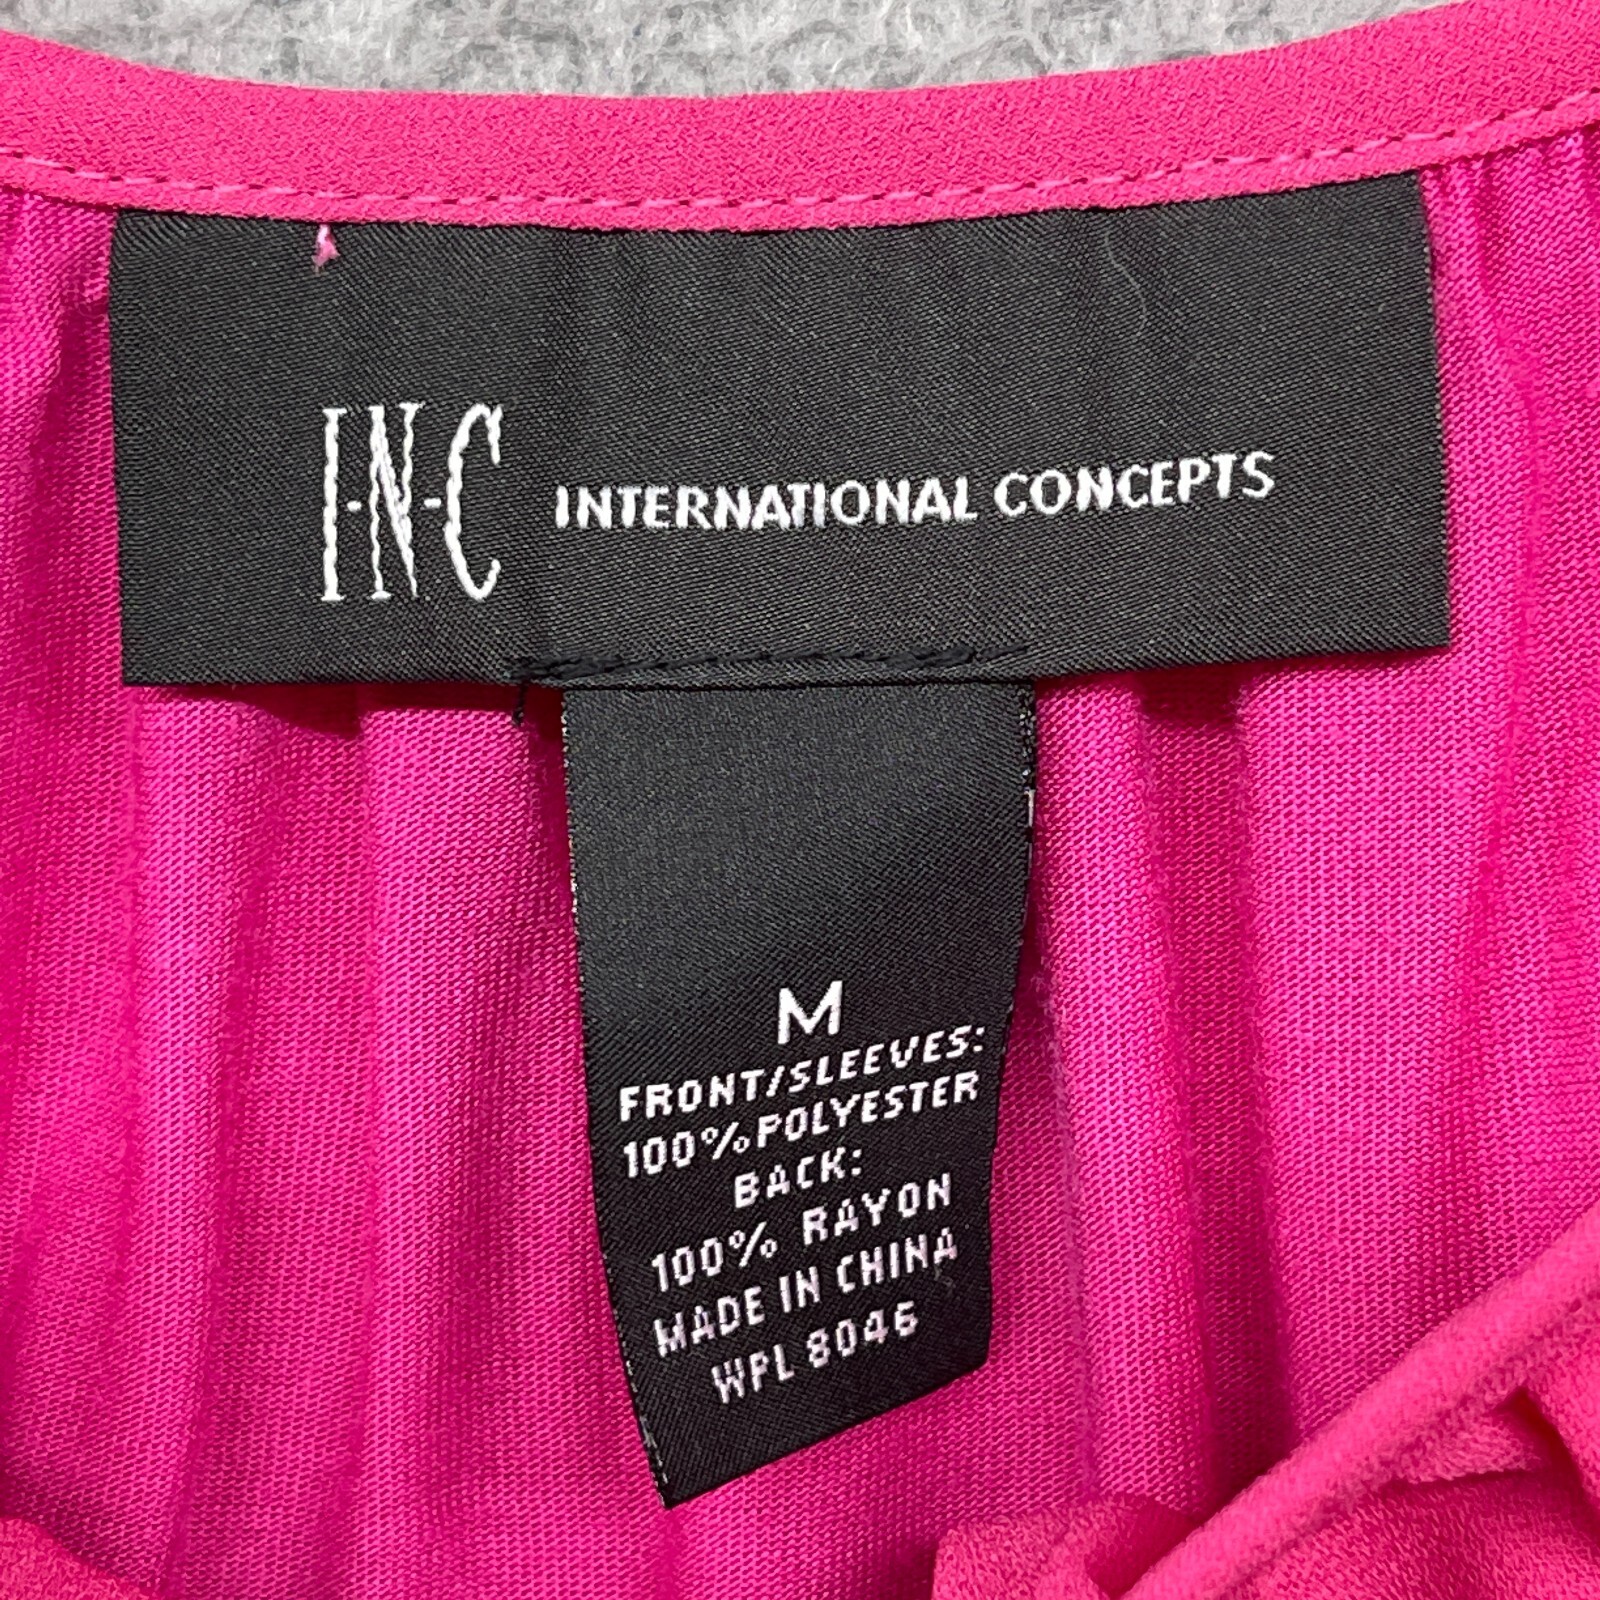 I·N·C INTERNATIONAL CONCEPTS
M
FRONT/SLEEVES:
100%POLYESTER
BACK:
100% RAYON
MADE IN CHINA
WPL 8046